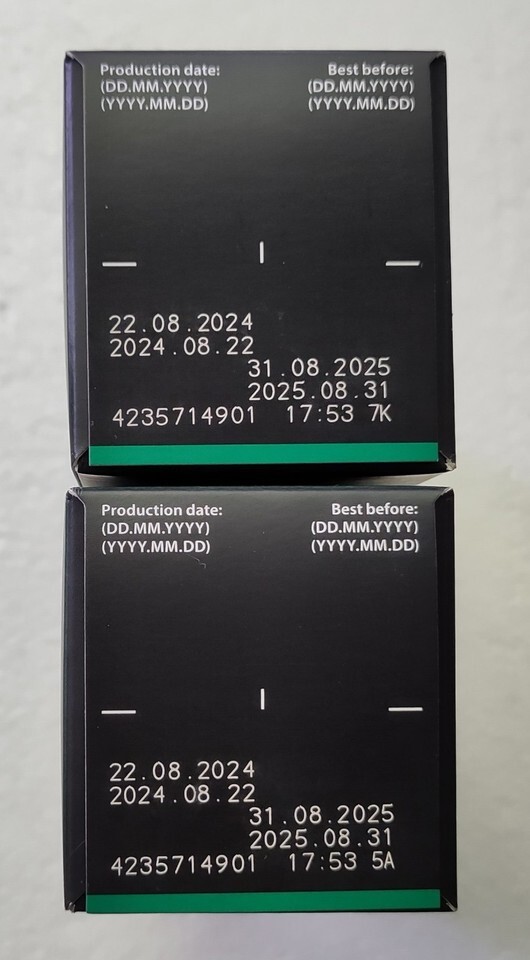 Production date: Best before:
(DD.MM.YYYY) (DD.MM.YYYY)
(YYYY.MM.DD) (YYYY.MM.DD)
22.08.2024
2024.08.22
31.08.2025
2025.08.31
4235714901 17:53 7K
Production date: Best before:
(DD.MM.YYYY) (DD.MM.YYYY)
(YYYY.MM.DD) (YYYY.MM.DD)
22.08.2024
2024.08.22
31.08.2025
2025.08.31
4235714901 17:53 5A